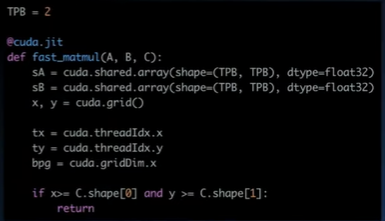 TPB = 2
@cuda.jit
def fast_matmul(A, B, C):
sA = cuda.shared.array(shape=(TPB, TPB), dtype=float32)
sB = cuda.shared.array(shape=(TPB, TPB), dtype=float32)
x, y = cuda.grid()
tx = cuda.threadIdx.x
ty = cuda.threadIdx.y
bpg = cuda.gridDim.x
if x>= C.shape[0] and y >= C.shape[1]:
return